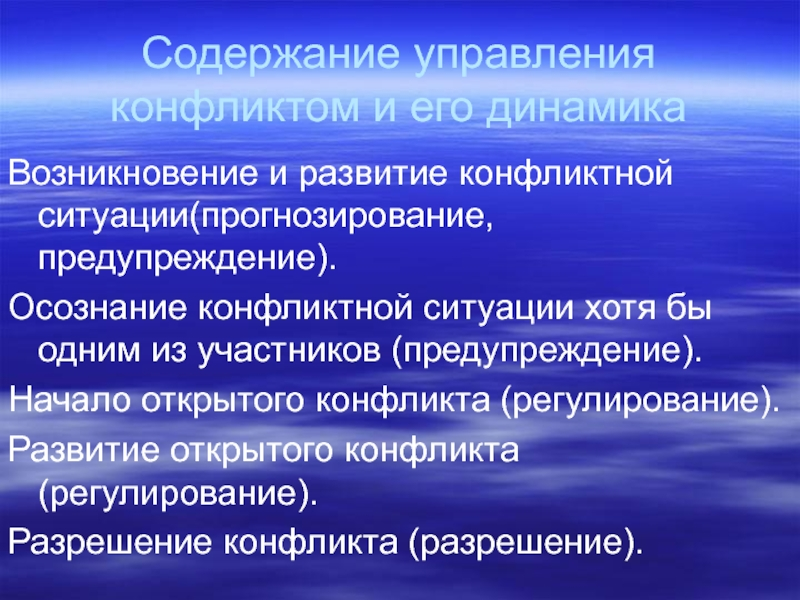 Содержание управления
конфликтом и его динамика
Возникновение и развитие конфликтной
ситуации(прогнозирование,
предупреждение).
Осознание конфликтной ситуации хотя бы
одним из участников (предупреждение).
Начало открытого конфликта (регулирование).
Развитие открытого конфликта
(регулирование).
Разрешение конфликта (разрешение).